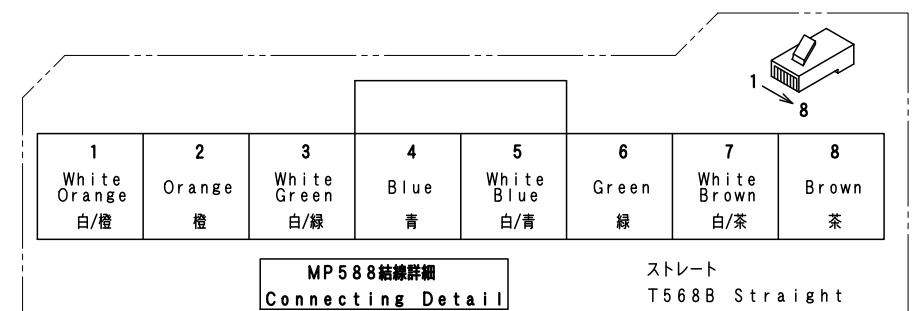 1
8
1
2
3
4
5
6
7
8
White
Orange
白/橙
Orange
橙
White
Green
白/緑
Blue
青
White
Blue
白/青
Green
緑
White
Brown
白/茶
Brown
茶
MP588結線詳細
Connecting Detail
ストレート
T568B Straight